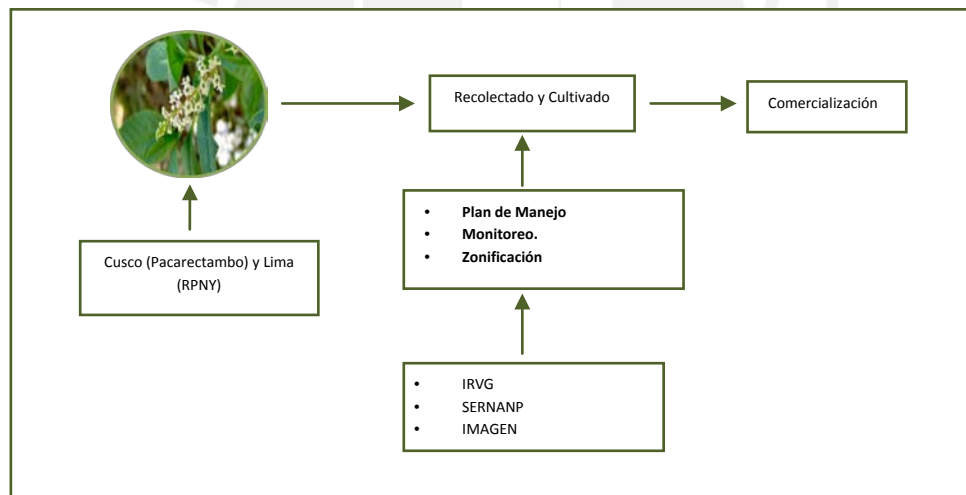 Recolectado y Cultivado
Comercialización
• Plan de Manejo
• Monitoreo.
• Zonificación
Cusco (Pacarectambo) y Lima
(RPNY)
• IRVG
• SERNANP
• IMAGEN